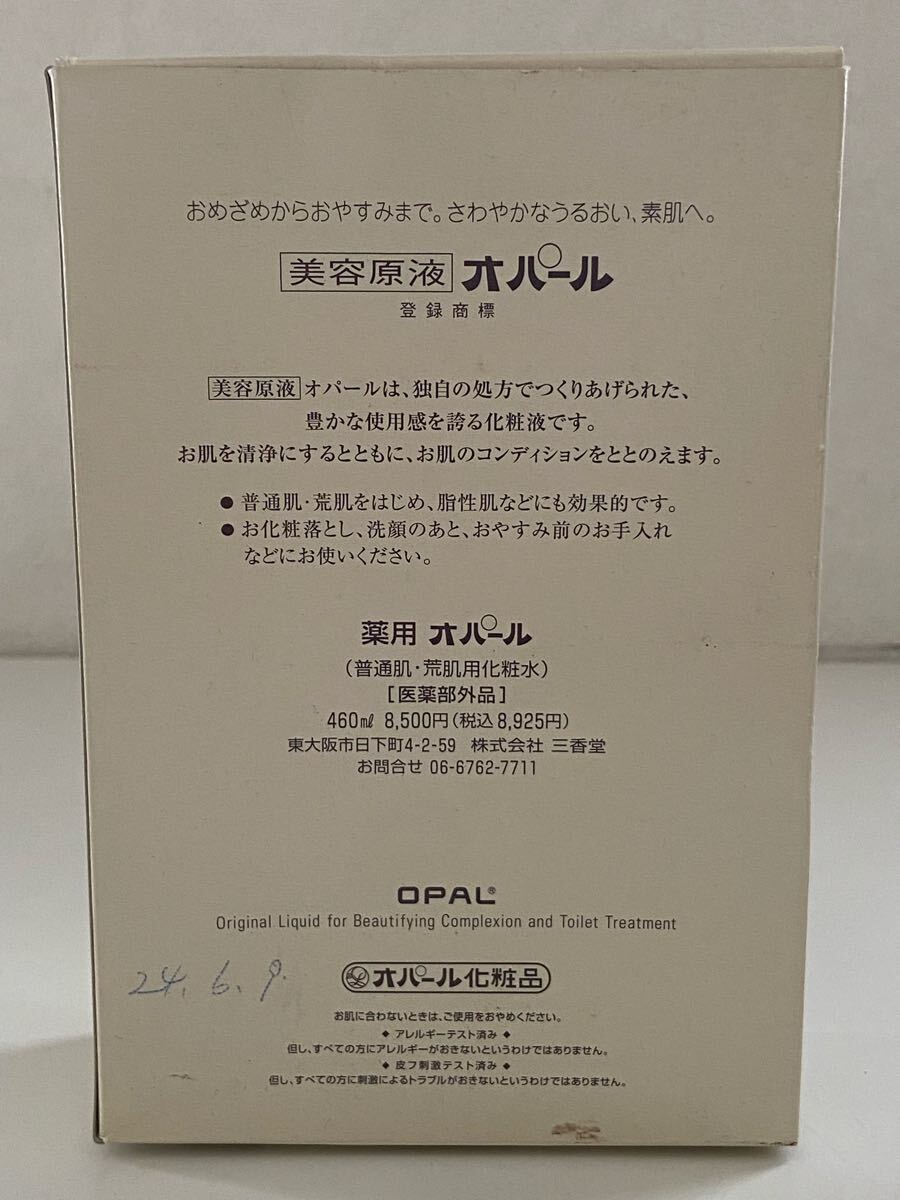 おめざめからおやすみまで。さわやかなうるおい、素肌へ。
美容原液 オパール
登録商標
美容原液 オパールは、独自の処方でつくりあげられた、
豊かな使用感を誇る化粧液です。
お肌を清浄にするとともに、お肌のコンディションをととのえます。
● 普通肌・荒肌をはじめ、脂性肌などにも効果的です。
● お化粧落とし、洗顔のあと、おやすみ前のお手入れ
などにお使いください。
薬用 オパール
(普通肌・荒肌用化粧水)
[医薬部外品]
460㎖ 8,500円(税込8,925円)
東大阪市日下町4-2-59 株式会社 三香堂
お問合せ 06-6762-7711
OPAL®
Original Liquid for Beautifying Complexion and Toilet Treatment
24.6.9.
オパール化粧品
お肌に合わないときは、ご使用をおやめください。
◆ アレルギーテスト済み ◆
但し、すべての方にアレルギーがおきないというわけではありません。
◆ 皮フ刺激テスト済み ◆
但し、すべての方に刺激によるトラブルがおきないというわけではありません。